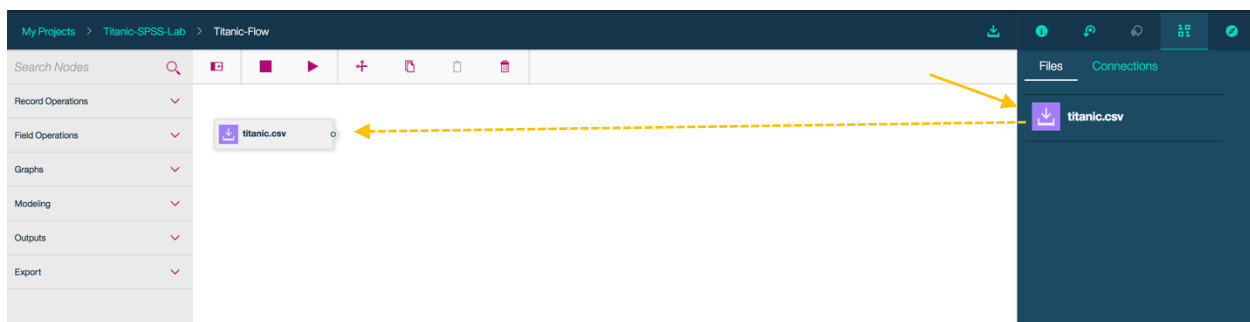 My Projects > Titanic-SPSS-Lab > Titanic-Flow
Search Nodes
Record Operations
Field Operations
Graphs
Modeling
Outputs
Export
titanic.csv
Files Connections
titanic.csv